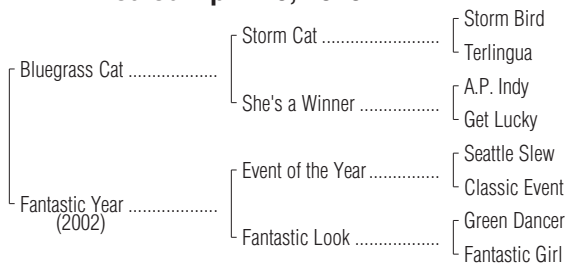 Storm Bird
Storm Cat ........................
Terlingua
Bluegrass Cat ..................
A.P. Indy
She's a Winner ................
Get Lucky
Seattle Slew
Event of the Year ..............
Classic Event
Fantastic Year ..................
(2002)
Green Dancer
Fantastic Look .................
Fantastic Girl